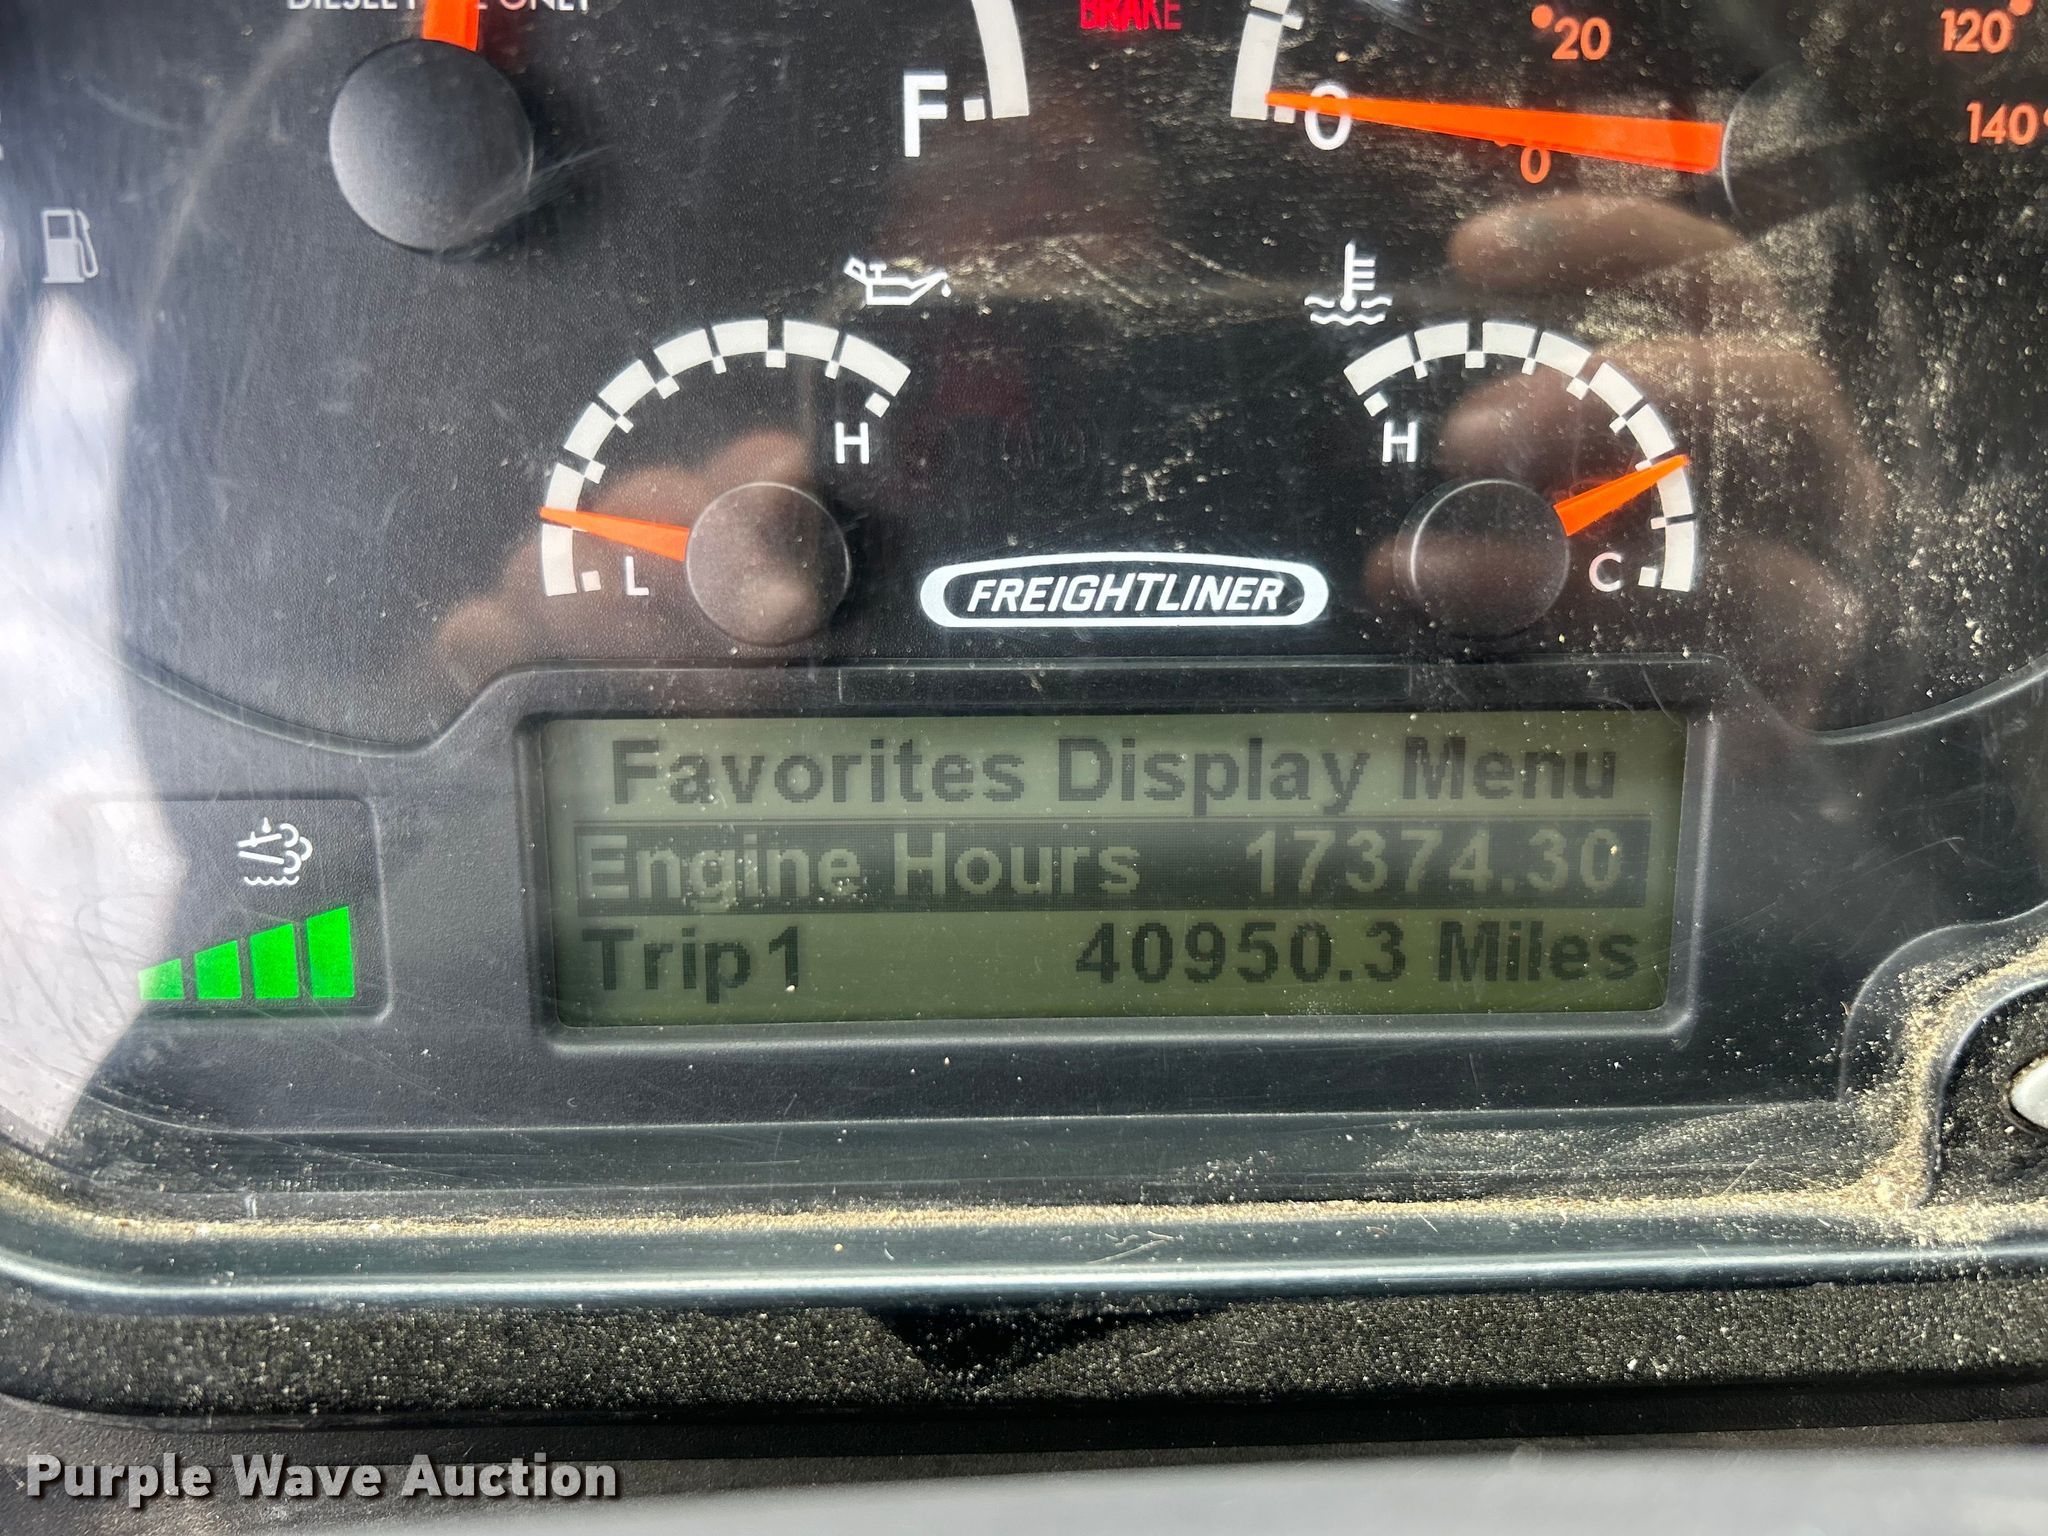 BRAKE
20
120
F
0
0
140
H
H
L
C
FREIGHTLINER
Favorites Display Menu
Engine Hours 17374.30
Trip1 40950.3 Miles
Purple Wave Auction